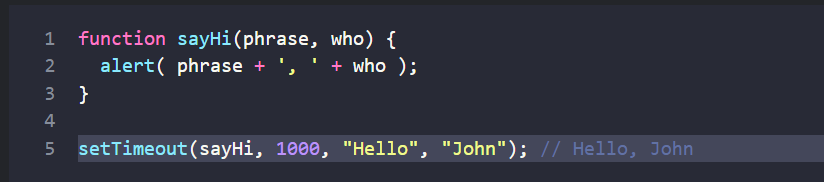 1 function sayHi(phrase, who) {
2   alert( phrase + ', ' + who );
3 }
4
5 setTimeout(sayHi, 1000, "Hello", "John"); // Hello, John